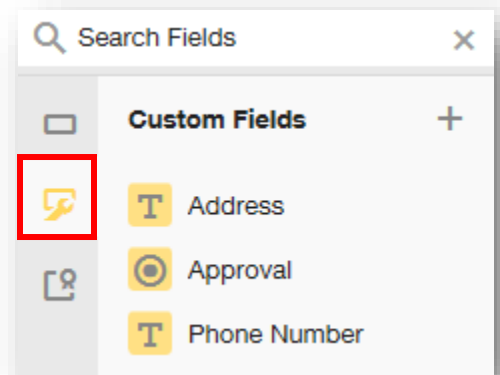 Search Fields
Custom Fields
T Address
Approval
T Phone Number